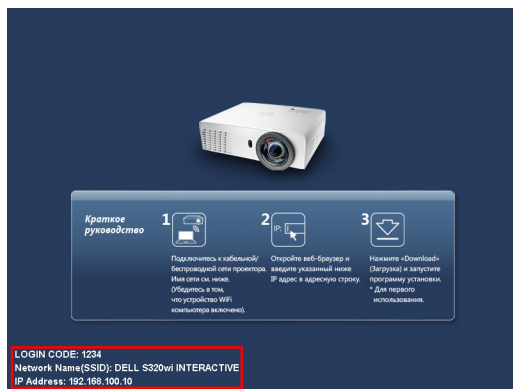 Краткое
руководство
1
Подключитесь к кабельной/
беспроводной сети проектора.
Имя сети см. ниже.
(Убедитесь в том,
что устройство WiFi
компьютера включено).
2
IP:
Откройте веб-браузер и
введите указанный ниже
IP адрес в адресную строку.
3
Нажмите «Download»
(Загрузка) и запустите
программу установки.
* Для первого
использования.
LOGIN CODE: 1234
Network Name(SSID): DELL S320wi INTERACTIVE
IP Address: 192.168.100.10